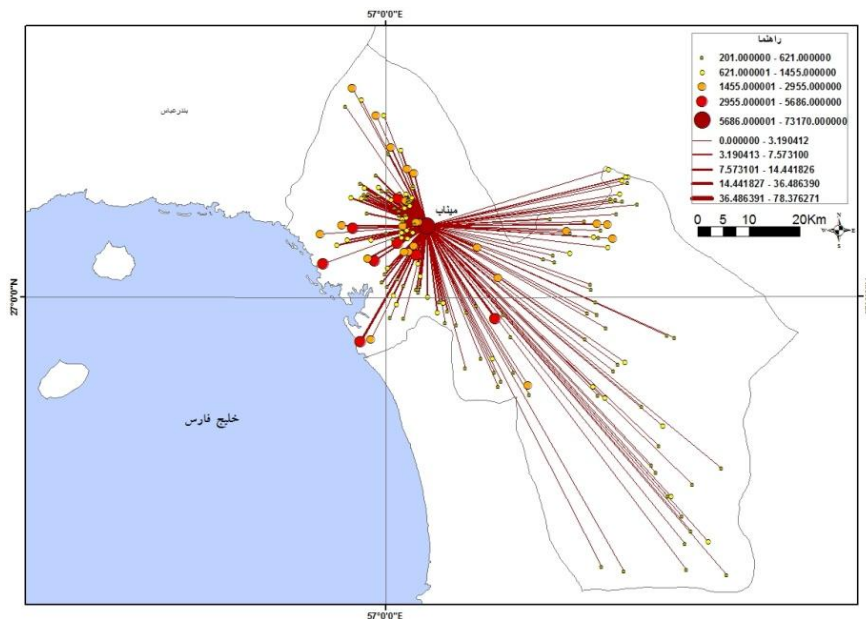 57°0'0"E
راهنما
201.000000 - 621.000000
621.000001 - 1455.000000
1455.000001 - 2955.000000
2955.000001 - 5686.000000
5686.000001 - 73170.000000
0.000000 - 3.190412
3.190413 - 7.573100
7.573101 - 14.441826
14.441827 - 36.486390
36.486391 - 78.376271
0 5 10 20Km
بندرعباس
میناب
27°0'0"N
خلیج فارس
57°0'0"E